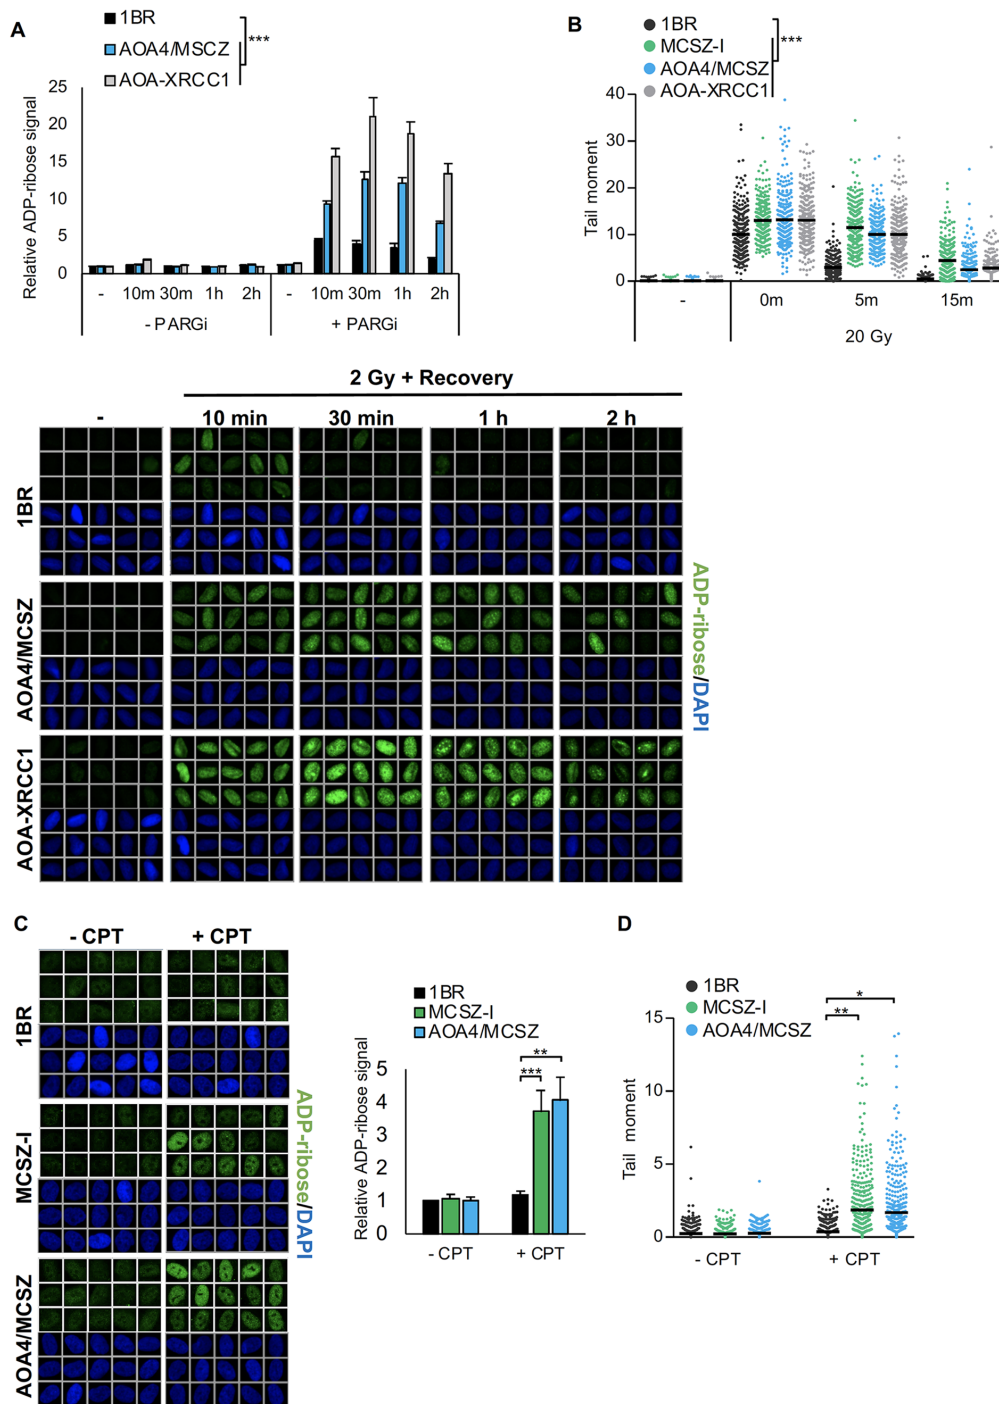 A
1BR
AOA4/MSCZ
AOA-XRCC1
***
Relative ADP-ribose signal
25
20
15
10
5
0
- 10m 30m 1h 2h - 10m 30m 1h 2h
- PARGi + PARGi
B
1BR
MCSZ-I
AOA4/MCSZ
AOA-XRCC1
***
Tail moment
40
30
20
10
0
- 0m 5m 15m
20 Gy
2 Gy + Recovery
- 10 min 30 min 1 h 2 h
1BR
AOA4/MCSZ
AOA-XRCC1
ADP-ribose/DAPI
C
- CPT + CPT
1BR
MCSZ-I
AOA4/MCSZ
ADP-ribose/DAPI
1BR
MCSZ-I
AOA4/MCSZ
Relative ADP-ribose signal
5
4
3
2
1
0
**
***
- CPT + CPT
D
1BR
MCSZ-I
AOA4/MCSZ
Tail moment
15
10
5
0
*
**
- CPT + CPT